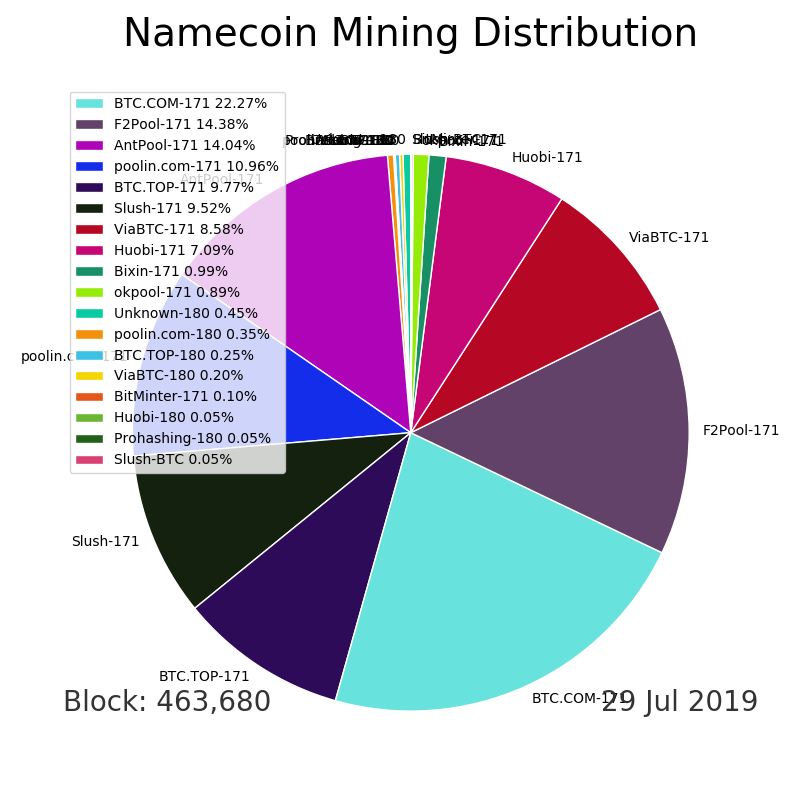 Namecoin Mining Distribution
BTC.COM-171 22.27%
F2Pool-171 14.38%
AntPool-171 14.04%
poolin.com-171 10.96%
BTC.TOP-171 9.77%
Slush-171 9.52%
ViaBTC-171 8.58%
Huobi-171 7.09%
Bixin-171 0.99%
okpool-171 0.89%
Unknown-180 0.45%
poolin.com-180 0.35%
BTC.TOP-180 0.25%
ViaBTC-180 0.20%
BitMinter-171 0.10%
Huobi-180 0.05%
Prohashing-180 0.05%
Slush-BTC 0.05%
Huobi-171
AntPool-171
ViaBTC-171
F2Pool-171
Slush-171
BTC.TOP-171
BTC.COM-171
Block: 463,680
29 Jul 2019